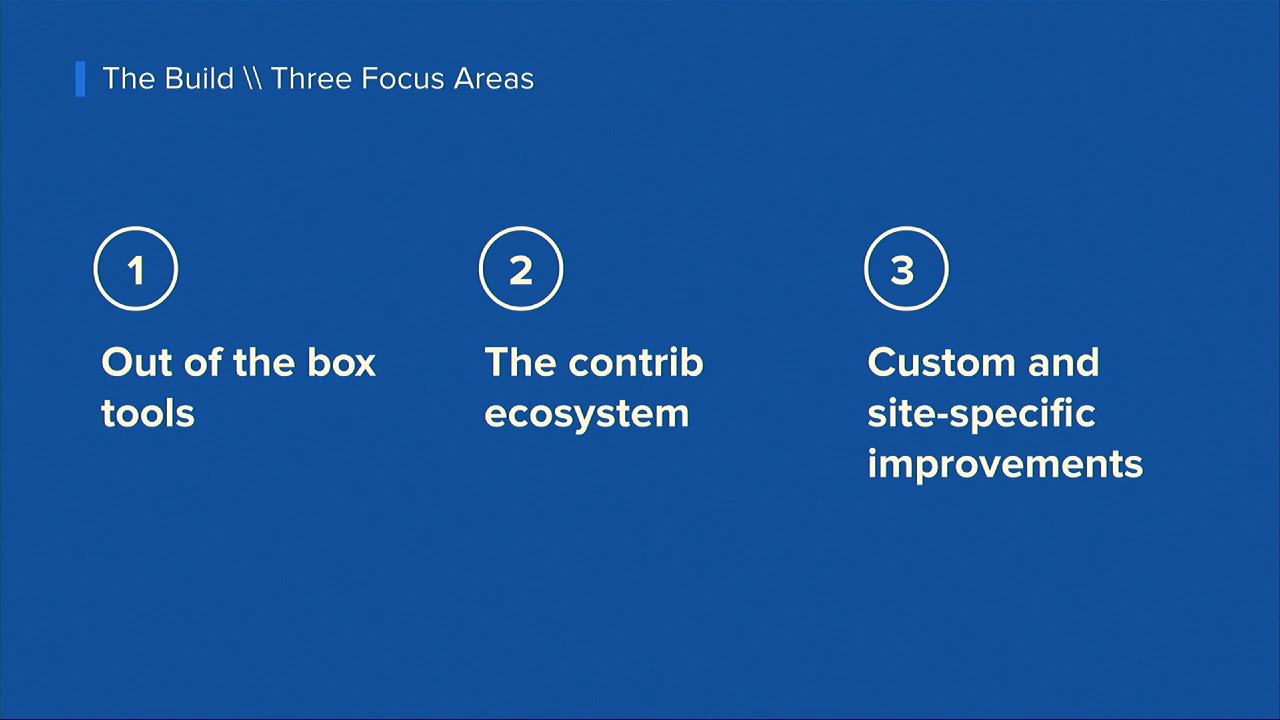 The Build \\ Three Focus Areas
1
Out of the box
tools
2
The contrib
ecosystem
3
Custom and
site-specific
improvements